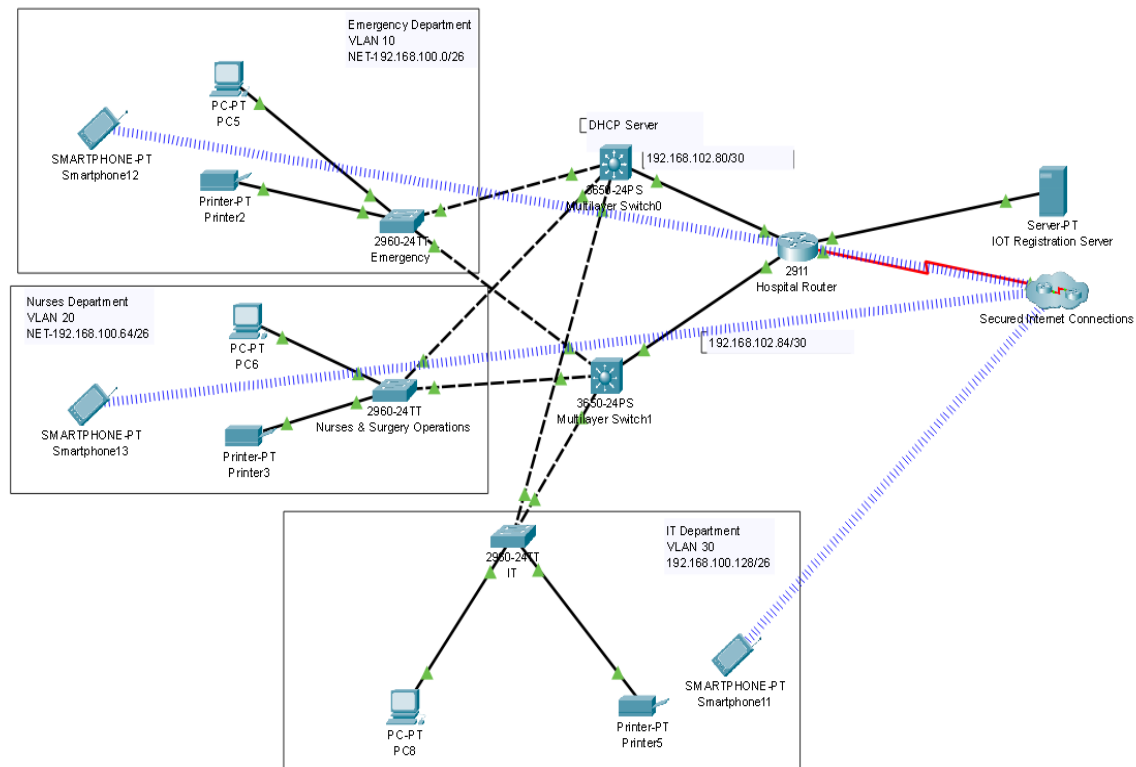 Emergency Department
VLAN 10
NET-192.168.100.0/26
PC-PT
PC5
SMARTPHONE-PT
Smartphone12
Printer-PT
Printer2
2960-24TT
Emergency
DHCP Server
192.168.102.80/30
3650-24PS
Multilayer Switch0
Server-PT
IOT Registration Server
2911
Hospital Router
Secured Internet Connections
Nurses Department
VLAN 20
NET-192.168.100.64/26
PC-PT
PC6
SMARTPHONE-PT
Smartphone13
Printer-PT
Printer3
2960-24TT
Nurses & Surgery Operations
192.168.102.84/30
3650-24PS
Multilayer Switch1
IT Department
VLAN 30
192.168.100.128/26
2960-24TT
IT
PC-PT
PC8
Printer-PT
Printer5
SMARTPHONE-PT
Smartphone11